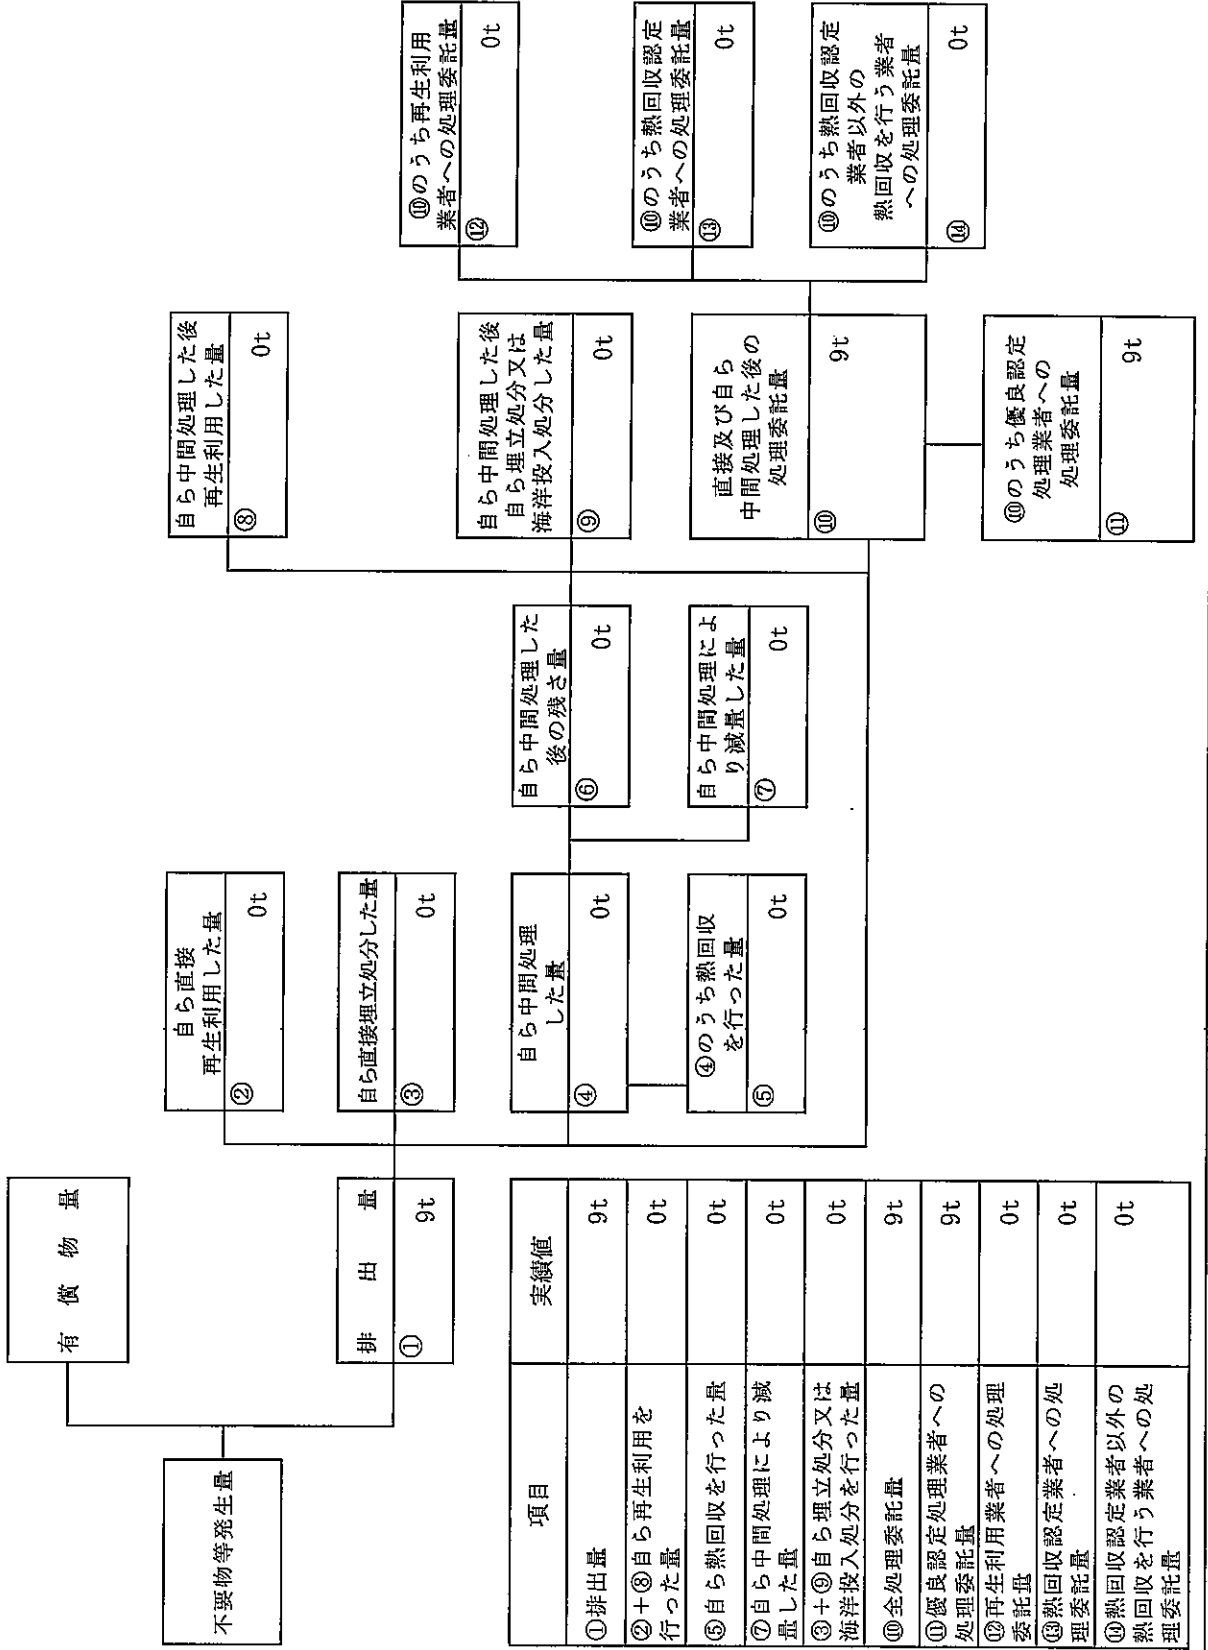 不要物等発生量
有償物量
排出量
①
9t
自ら直接
再生利用した量
②
0t
自ら直接埋立処分した量
③
0t
自ら中間処理
した量
④
0t
④のうち熱回収
を行った量
⑤
0t
自ら中間処理した
後の残さ量
⑥
0t
自ら中間処理によ
り減量した量
⑦
0t
自ら中間処理した後
再生利用した量
⑧
0t
自ら中間処理した後
自ら埋立処分又は
海洋投入処分した量
⑨
0t
直接及び自ら
中間処理した後の
処理委託量
⑩
9t
⑩のうち優良認定
処理業者への
処理委託量
⑪
9t
⑩のうち再生利用
業者への処理委託量
⑫
0t
⑩のうち熱回収認定
業者への処理委託量
⑬
0t
⑩のうち熱回収認定
業者以外の
熱回収を行う業者
への処理委託量
⑭
0t
項目 実績値
①排出量 9t
②+⑧自ら再生利用を
行った量 0t
⑤自ら熱回収を行った量 0t
⑦自ら中間処理により減
量した量 0t
③+⑨自ら埋立処分又は
海洋投入処分を行った量 0t
⑩全処理委託量 9t
⑪優良認定処理業者への
処理委託量 9t
⑫再生利用業者への処理
委託量 0t
⑬熱回収認定業者への処
理委託量 0t
⑭熱回収認定業者以外の
熱回収を行う業者への処
理委託量 0t